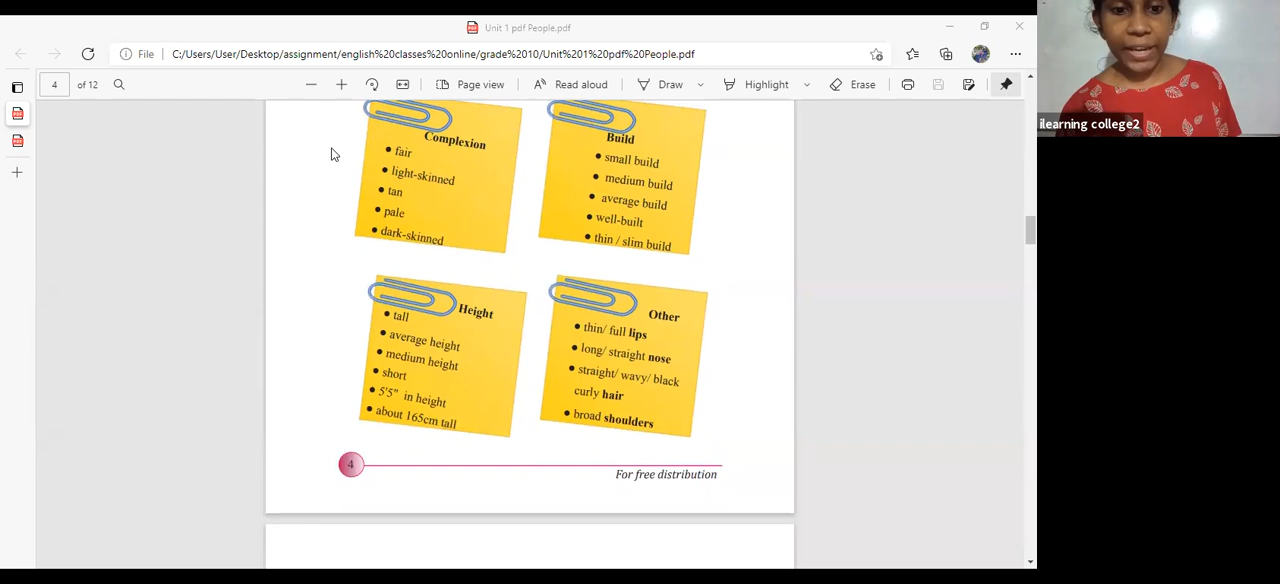 Unit 1 pdf People.pdf
File
C:/Users/User/Desktop/assignment/english%20classes%20online/grade%2010/Unit%201%20pdf%20People.pdf
4
of 12
Page view
Read aloud
Draw
Highlight
Erase
ilearning college2
Complexion
• fair
• light-skinned
• tan
• pale
• dark-skinned
Build
• small build
• medium build
• average build
• well-built
• thin / slim build
Height
• tall
• average height
• medium height
• short
• 5'5" in height
• about 165cm tall
Other
• thin/ full lips
• long/ straight nose
• straight/ wavy/ black
curly hair
• broad shoulders
4
For free distribution